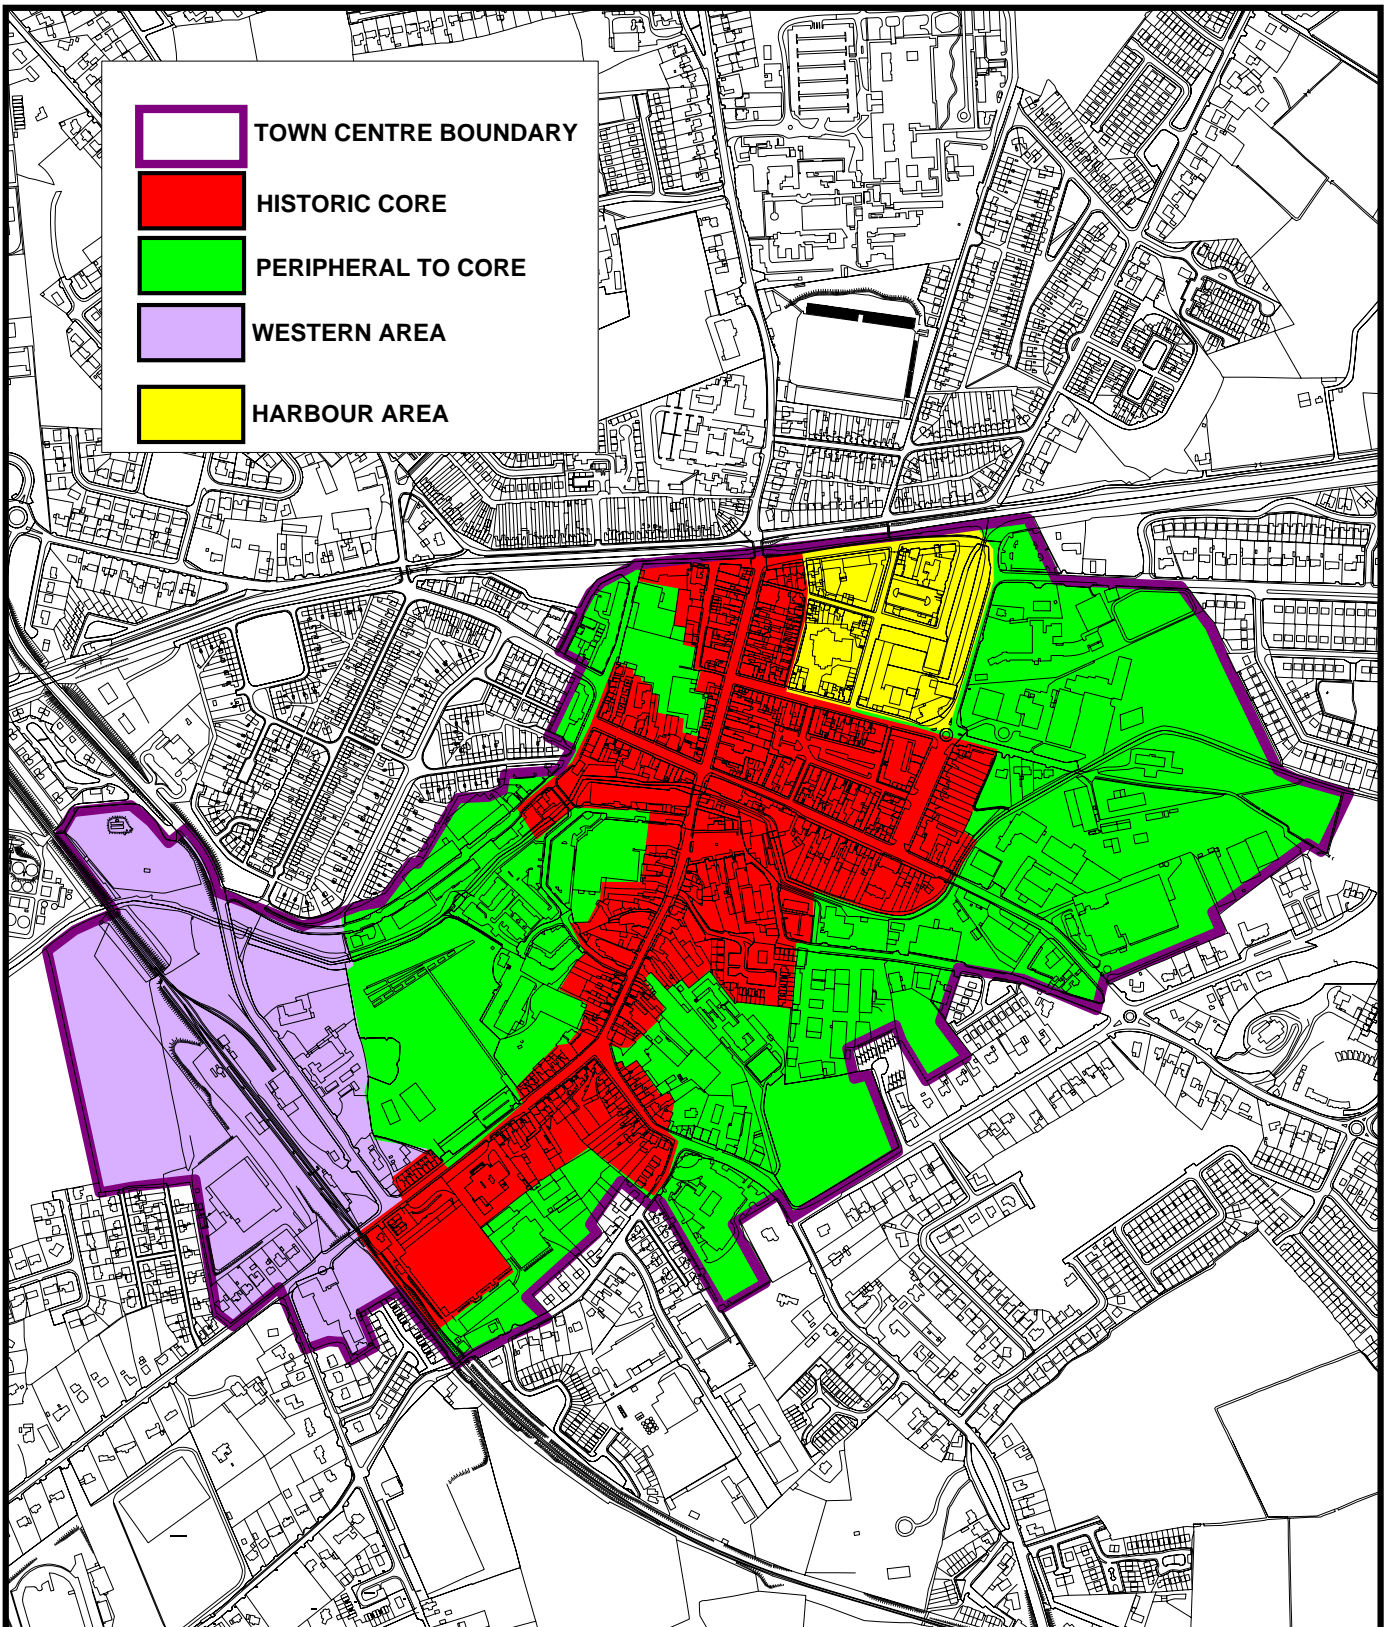 TOWN CENTRE BOUNDARY
HISTORIC CORE
PERIPHERAL TO CORE
WESTERN AREA
HARBOUR AREA